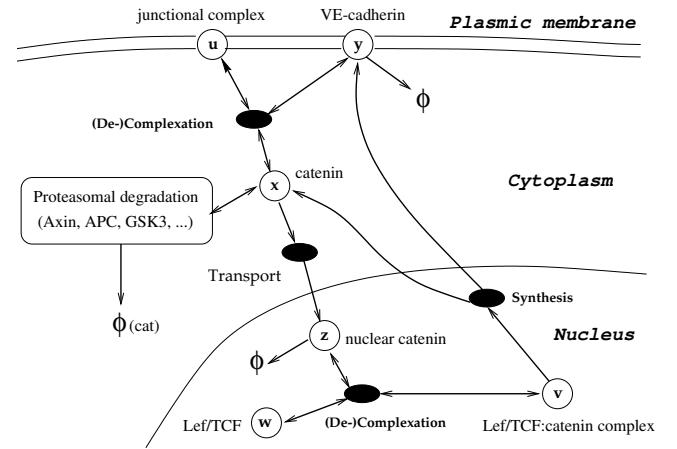 junctional complex
VE-cadherin
Plasmic membrane
u
y
ϕ
(De-)Complexation
catenin
x
Cytoplasm
Proteasomal degradation
(Axin, APC, GSK3, ...)
Transport
Synthesis
ϕ (cat)
Nucleus
z
nuclear catenin
ϕ
v
w
Lef/TCF
(De-)Complexation
Lef/TCF:catenin complex